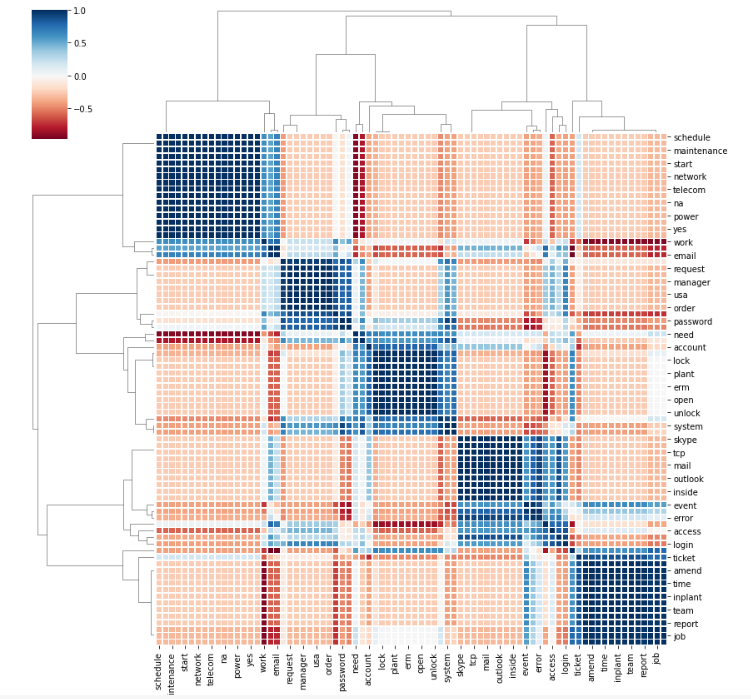 1.0
0.5
0.0
−0.5
schedule
maintenance
start
network
telecom
na
power
yes
work
email
request
manager
usa
order
password
need
account
lock
plant
erm
open
unlock
system
skype
tcp
mail
outlook
inside
event
error
access
login
ticket
amend
time
inplant
team
report
job
schedule
intenance
start
network
telecom
na
power
yes
work
email
request
manager
usa
order
password
need
account
lock
plant
erm
open
unlock
system
skype
tcp
mail
outlook
inside
event
error
access
login
ticket
amend
time
inplant
team
report
job